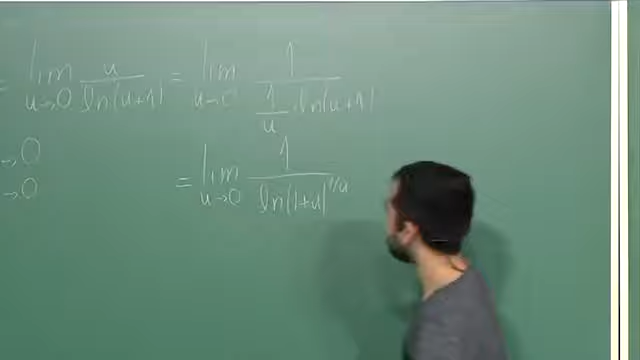 = lim u→0 u/ln(u+1) = lim u→0 1/(1/u · ln(u+1))
→0
→0
= lim u→0 1/ln(1+u)^1/u